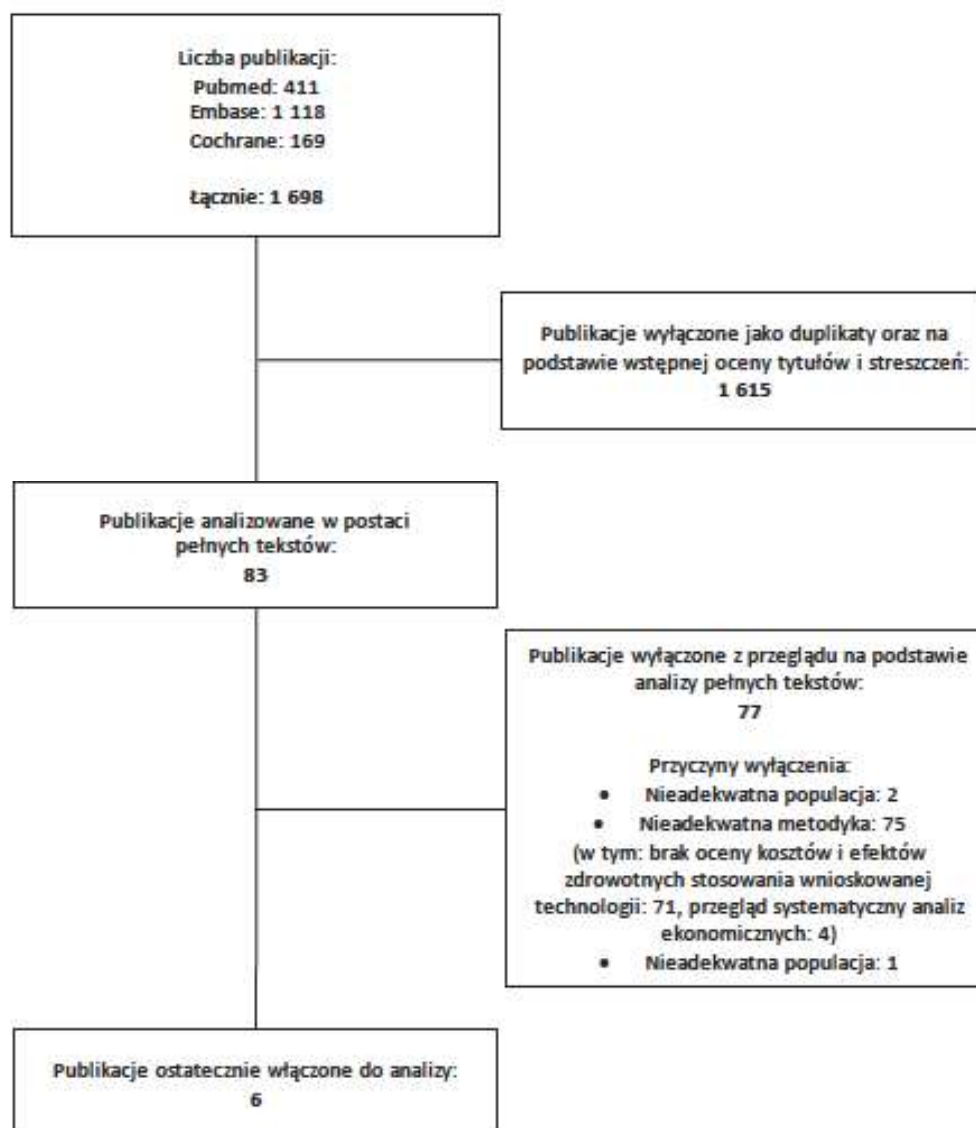 Liczba publikacji:
Pubmed: 411
Embase: 1 118
Cochrane: 169
Łącznie: 1 698
Publikacje wyłączone jako duplikaty oraz na
podstawie wstępnej oceny tytułów i streszczeń:
1 615
Publikacje analizowane w postaci
pełnych tekstów:
83
Publikacje wyłączone z przeglądu na podstawie
analizy pełnych tekstów:
77
Przyczyny wyłączenia:
• Nieadekwatna populacja: 2
• Nieadekwatna metodyka: 75
(w tym: brak oceny kosztów i efektów
zdrowotnych stosowania wnioskowanej
technologii: 71, przegląd systematyczny analiz
ekonomicznych: 4)
• Nieadekwatna populacja: 1
Publikacje ostatecznie włączone do analizy:
6